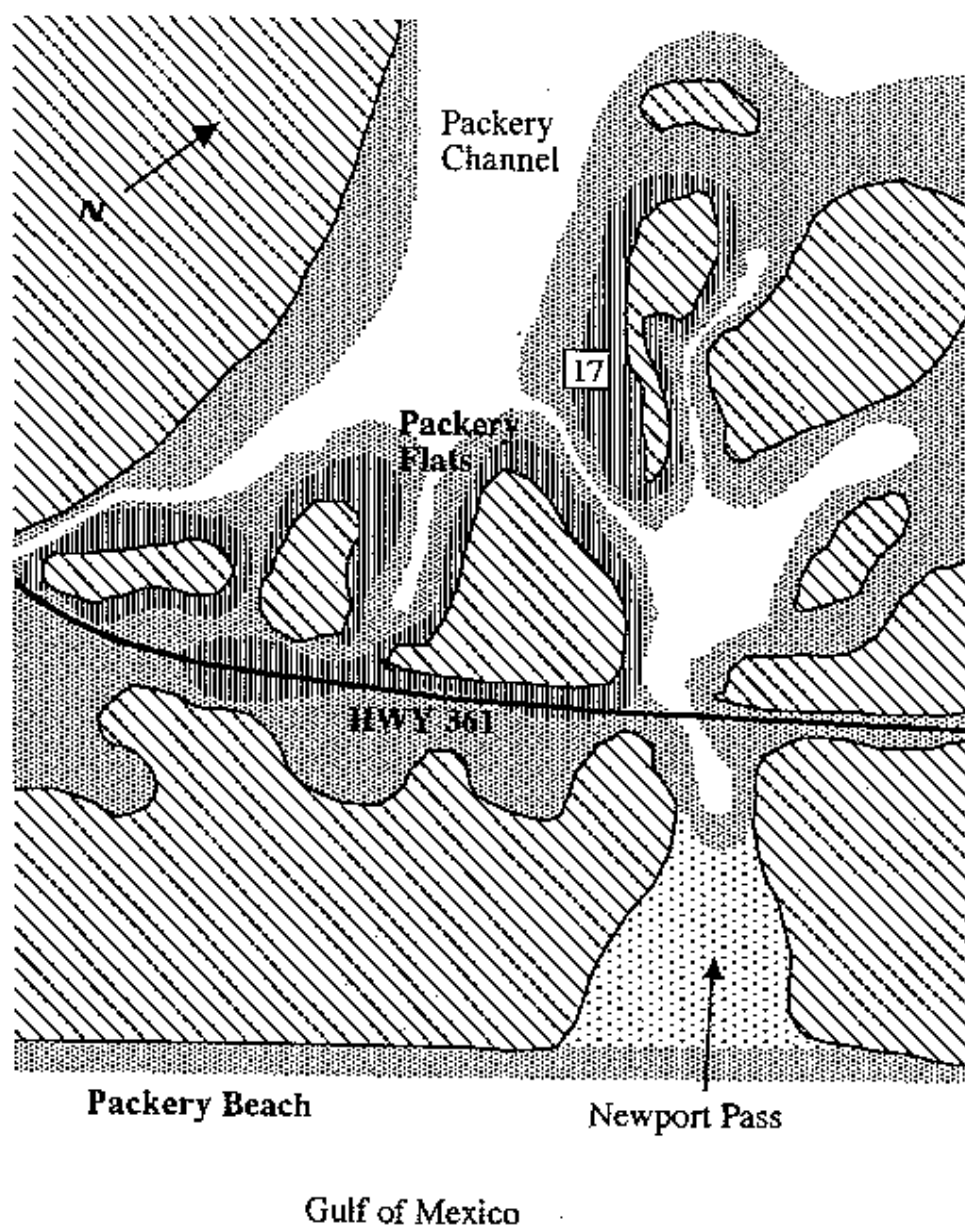 Packery
Channel
N
17
Packery
Flats
HWY 361
Packery Beach
Newport Pass
Gulf of Mexico